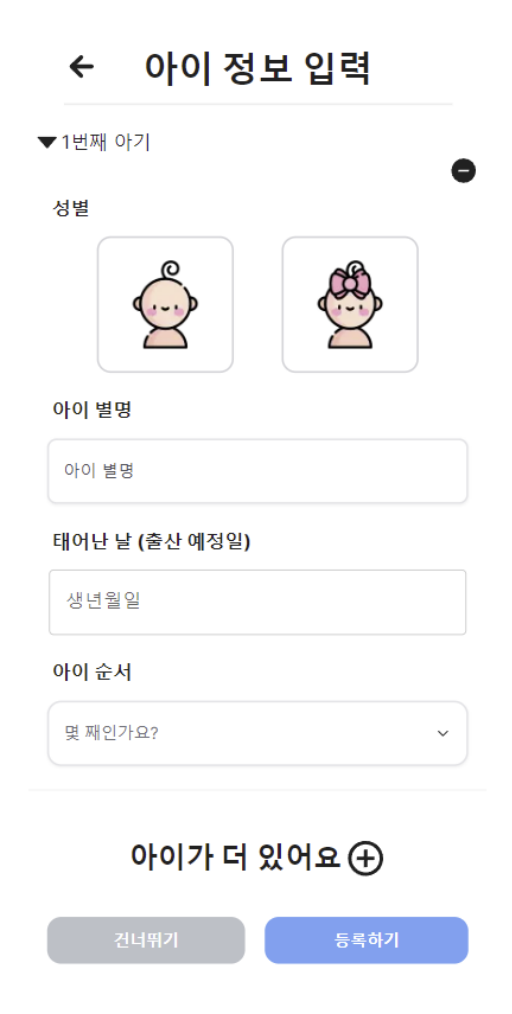 아이 정보 입력
1번째 아기
성별
아이 별명
아이 별명
태어난 날 (출산 예정일)
생년월일
아이 순서
몇 째인가요?
아이가 더 있어요
건너뛰기 등록하기